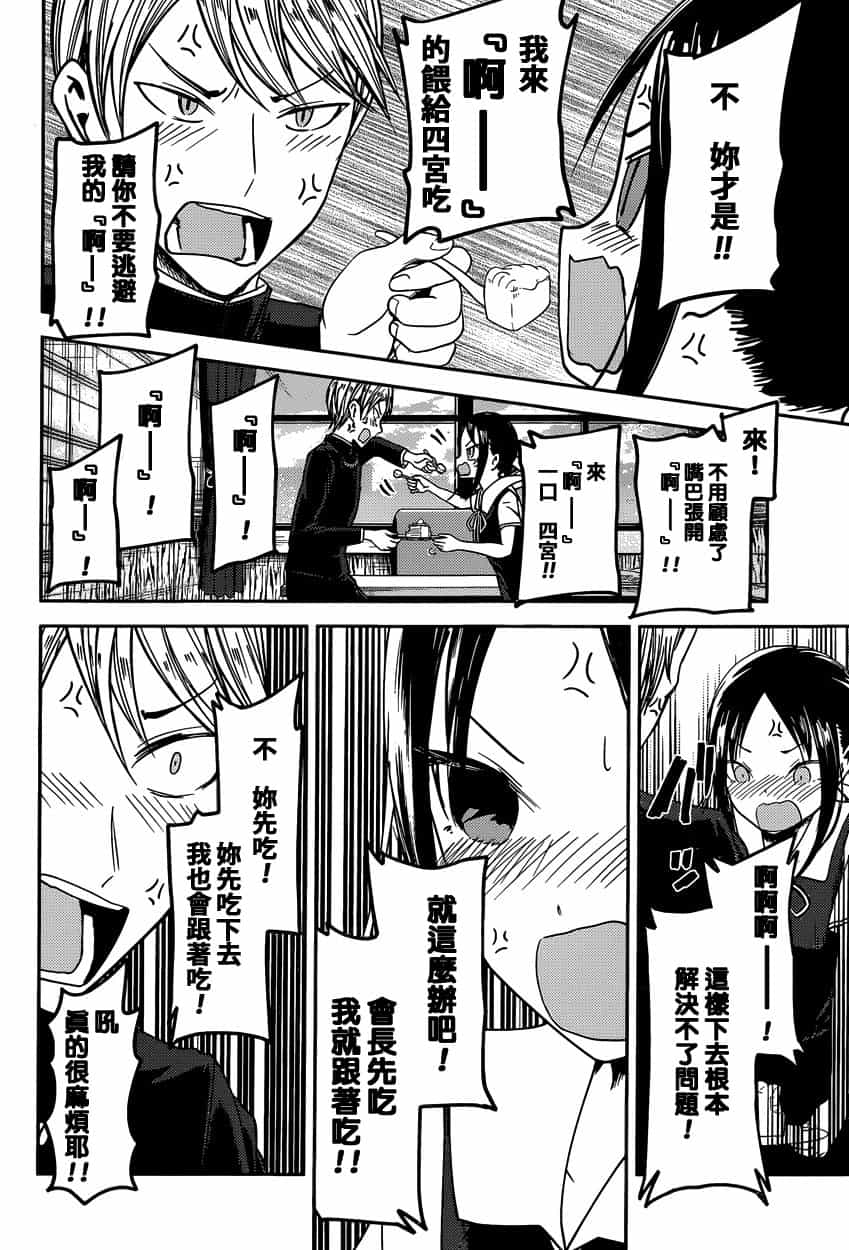 不 妳才是!!
我來
『啊——』
的餵給四宮吃
請你不要逃避
我的『啊—』!!
來!
不用顧慮了
嘴巴張開
『啊—』!
來
『啊—』
一口 四宮!!
『啊—』!
『啊—』!
『啊—』!
啊啊啊——!
這樣下去根本
解決不了問題!
就這麼辦吧!
會長先吃
我就跟著吃!!
不 妳先吃!
妳先吃下去
我也會跟著吃!
吼
真的很麻煩耶!!